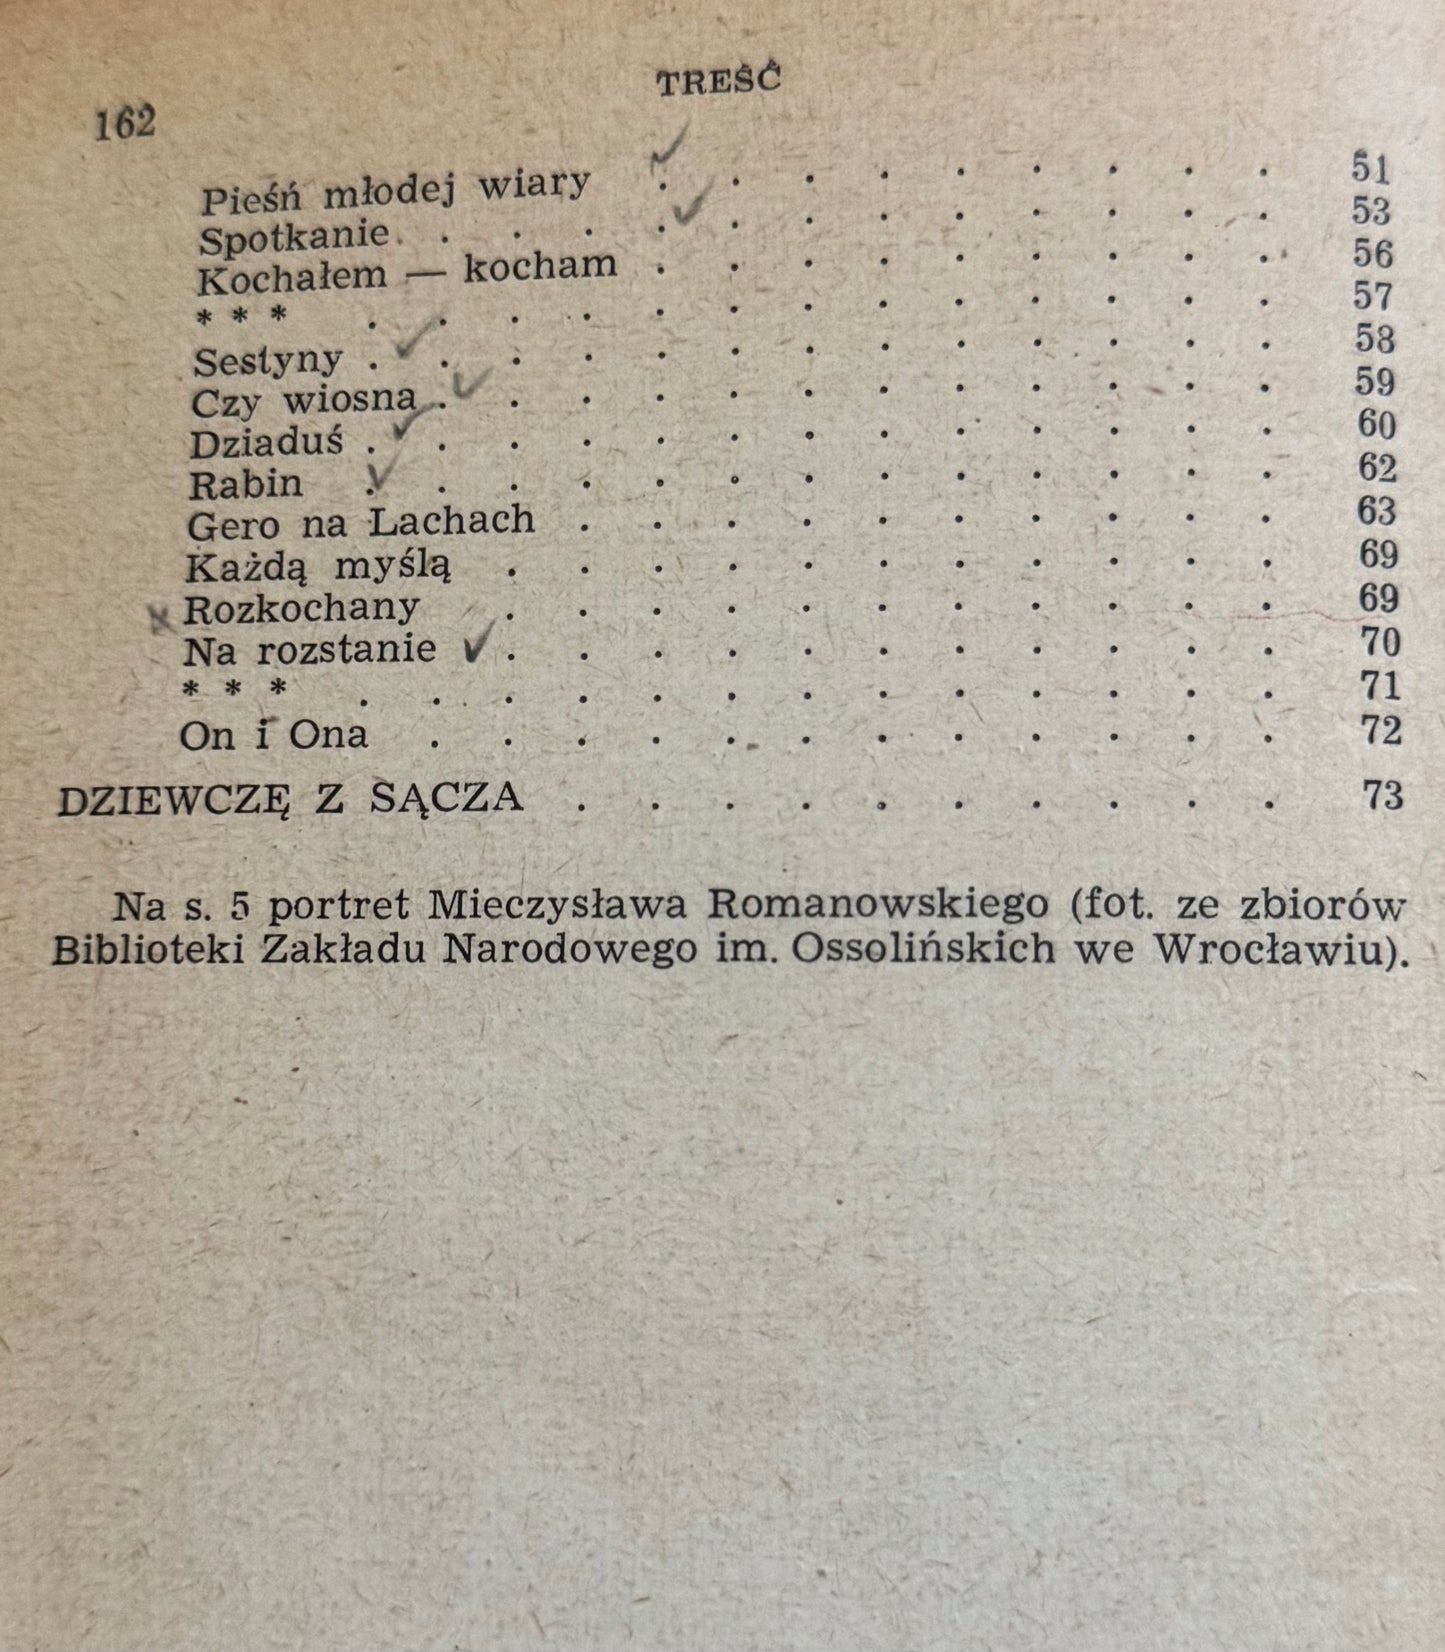 TREŚĆ
162
Pieśń młodej wiary . . . . . . . . . 51
Spotkanie . . . . . . . . . . . . 53
Kochałem — kocham . . . . . . . . . 56
* * * . . . . . . . . . . . . . 57
Sestyny . . . . . . . . . . . . . 58
Czy wiosna . . . . . . . . . . . . 59
Dziaduś . . . . . . . . . . . . . 60
Rabin . . . . . . . . . . . . . 62
Gero na Lachach . . . . . . . . . . 63
Każdą myślą . . . . . . . . . . . 69
Rozkochany . . . . . . . . . . . 69
Na rozstanie . . . . . . . . . . . 70
* * * . . . . . . . . . . . . . 71
On i Ona . . . . . . . . . . . . 72
DZIEWCZĘ Z SĄCZA . . . . . . . . . . 73
Na s. 5 portret Mieczysława Romanowskiego (fot. ze zbiorów
Biblioteki Zakładu Narodowego im. Ossolińskich we Wrocławiu).